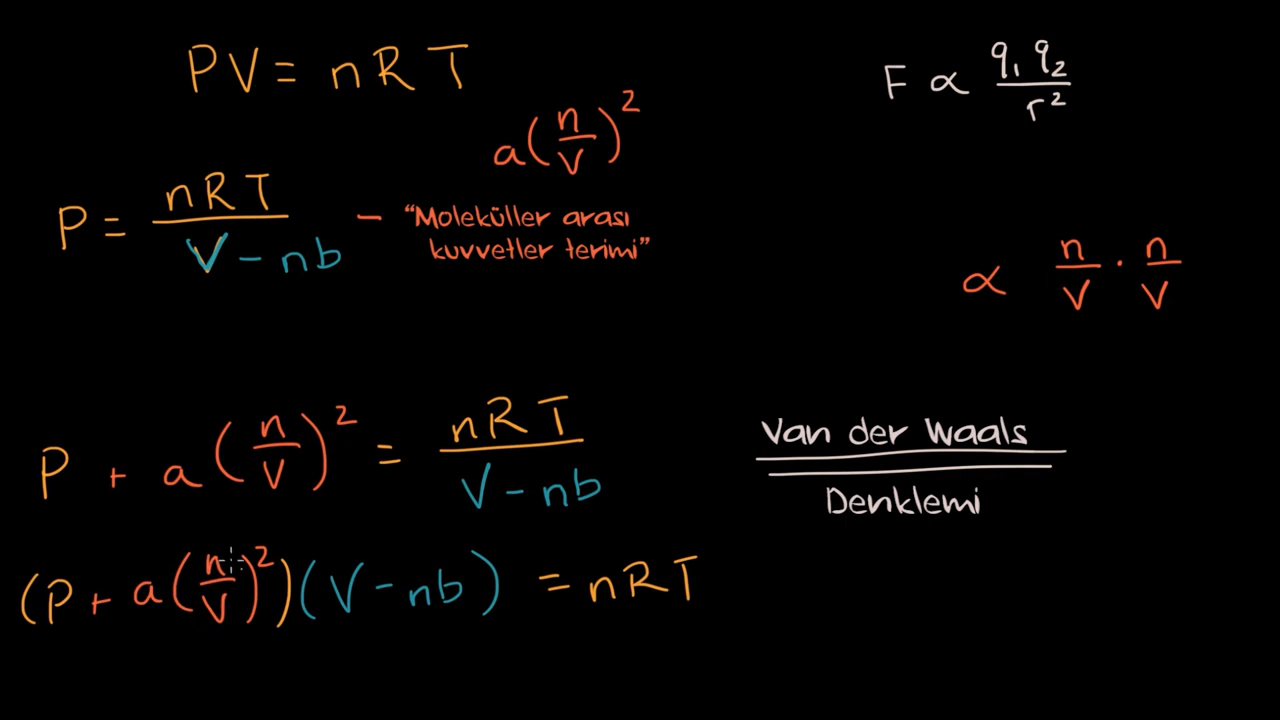 PV = nRT
F ∝ q₁q₂ / r²
a(n/V)²
P = nRT / (V - nb) - "Moleküller arası
kuvvetler terimi"
∝ n/V · n/V
P + a(n/V)² = nRT / (V - nb)
Van der Waals
Denklemi
(P + a(n/V)²)(V - nb) = nRT